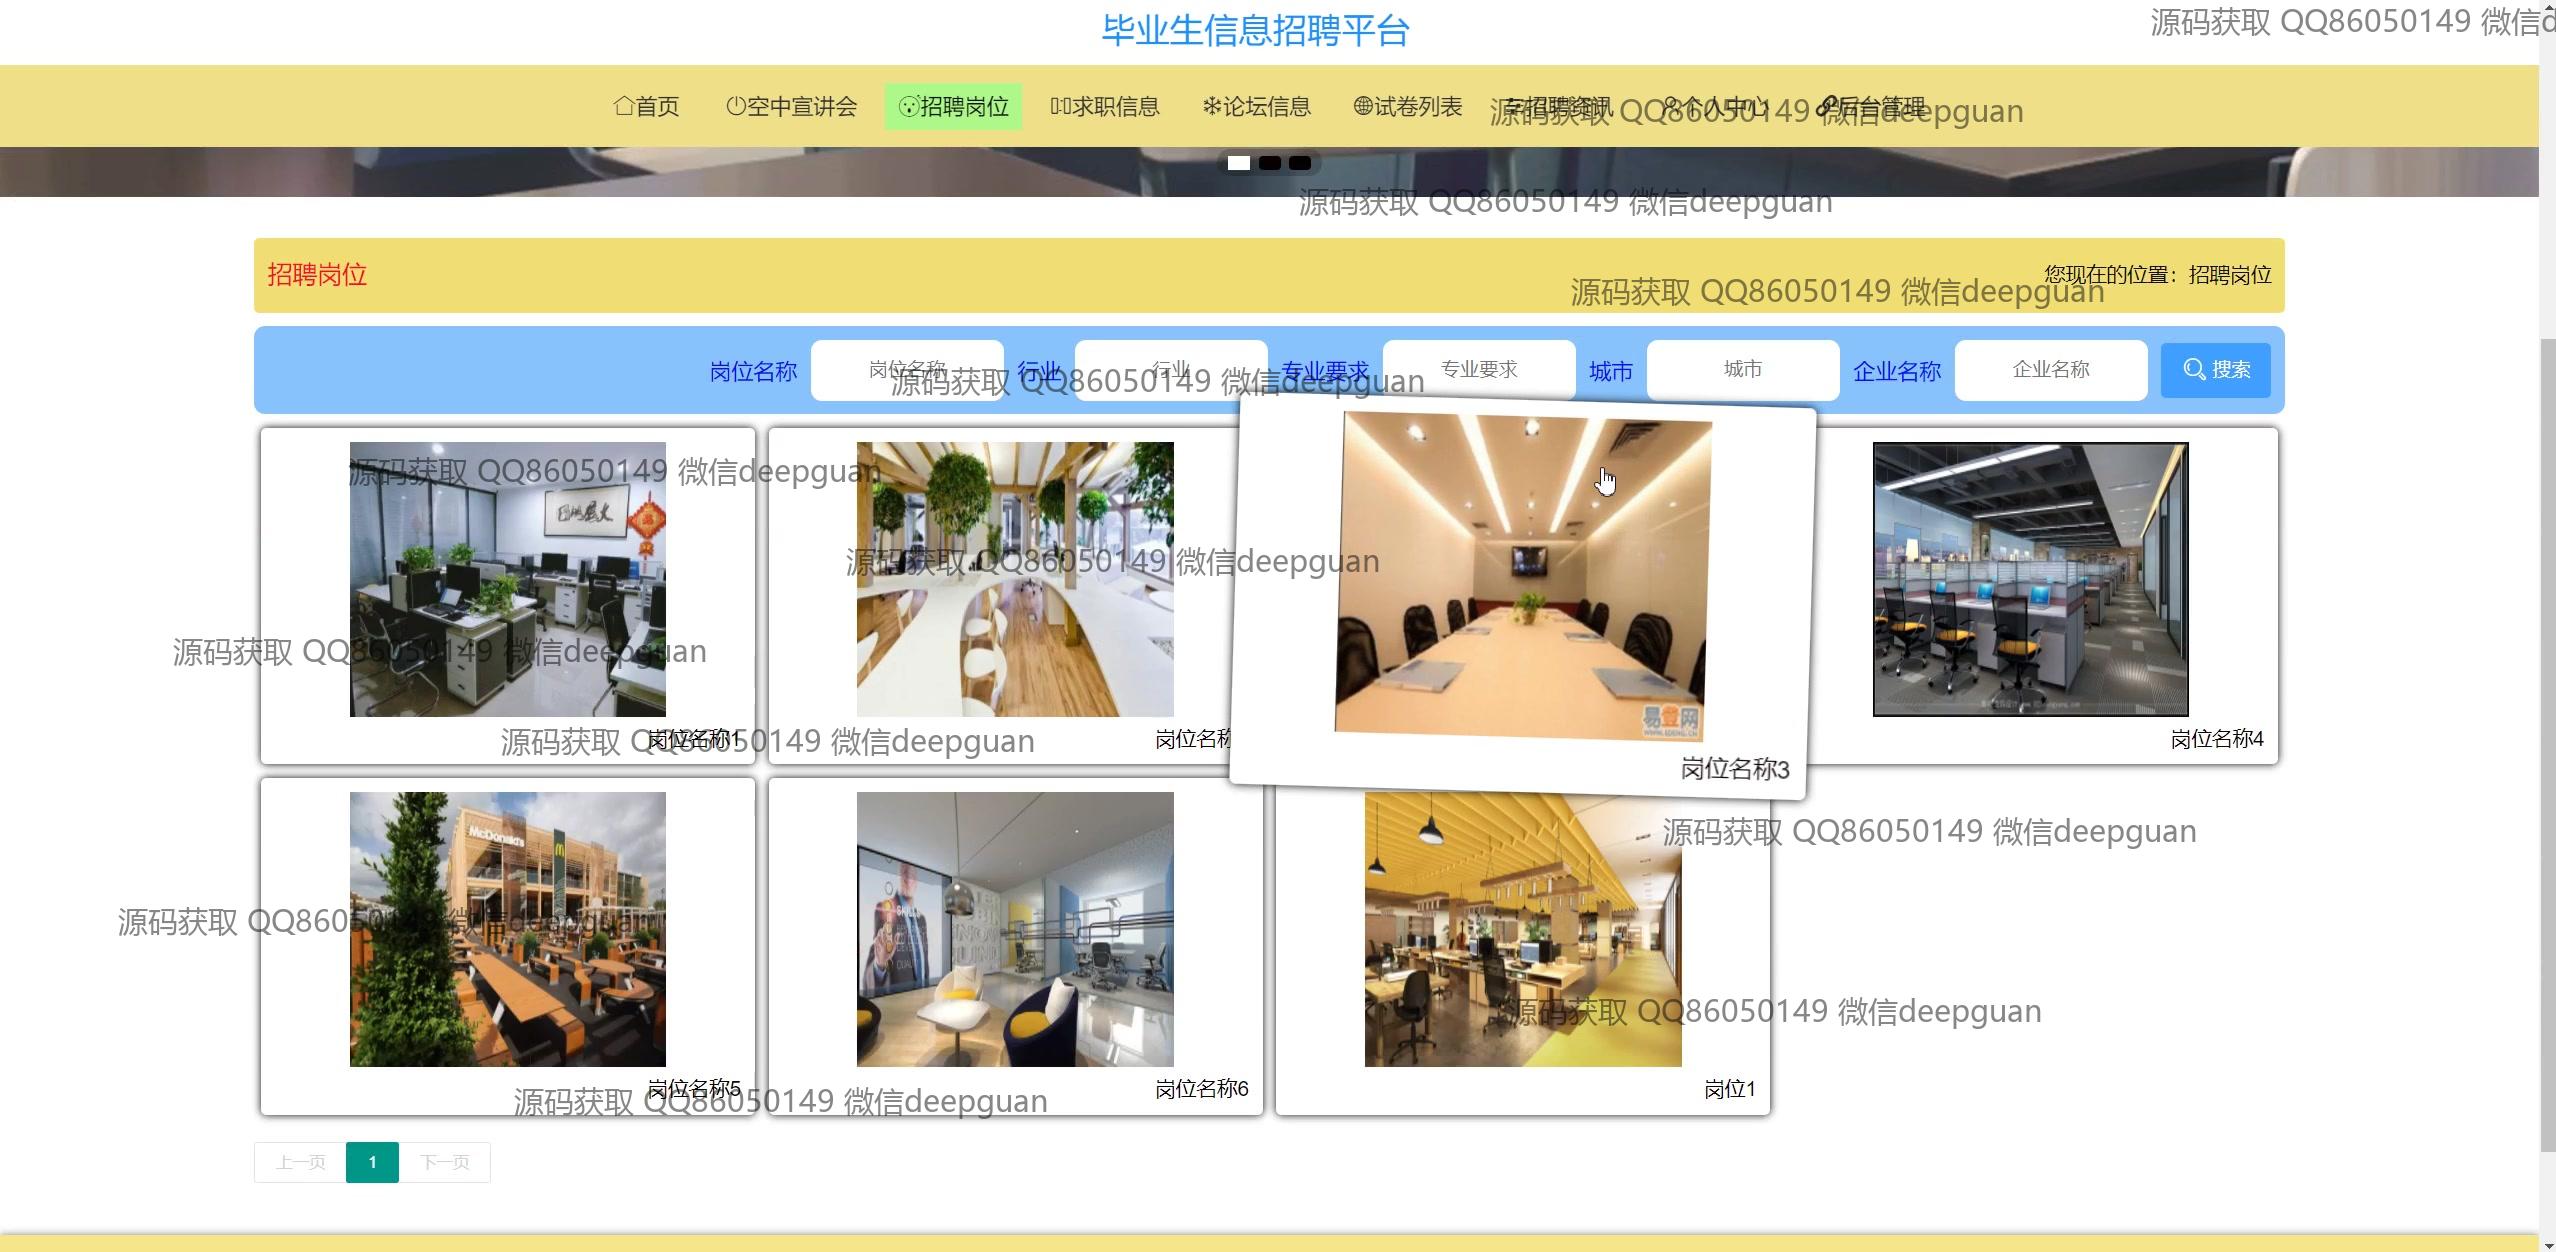 毕业生信息招聘平台
源码获取 QQ86050149 微信d
首页 空中宣讲会 招聘岗位 求职信息 论坛信息 试卷列表 招聘资讯 个人中心 后台管理
源码获取 QQ86050149 微信deepguan
源码获取 QQ86050149 微信deepguan
招聘岗位
您现在的位置：招聘岗位
源码获取 QQ86050149 微信deepguan
岗位名称 岗位名称 行业 行业 专业要求 专业要求 城市 城市 企业名称 企业名称 搜索
源码获取 QQ86050149 微信deepguan
源码获取 QQ86050149 微信deepguan
源码获取 QQ86050149 微信deepguan
源码获取 QQ86050149 微信deepguan
易登网
WWW.EDENG.CN
岗位名称1
岗位名称
岗位名称3
岗位名称4
源码获取 QQ86050149 微信deepguan
McDonald's
源码获取 QQ86050149 微信deepguan
源码获取 QQ86050149 微信deepguan
SKILL
QUALI
源码获取 QQ86050149 微信deepguan
岗位名称5
岗位名称6
岗位1
源码获取 QQ86050149 微信deepguan
上一页 1 下一页